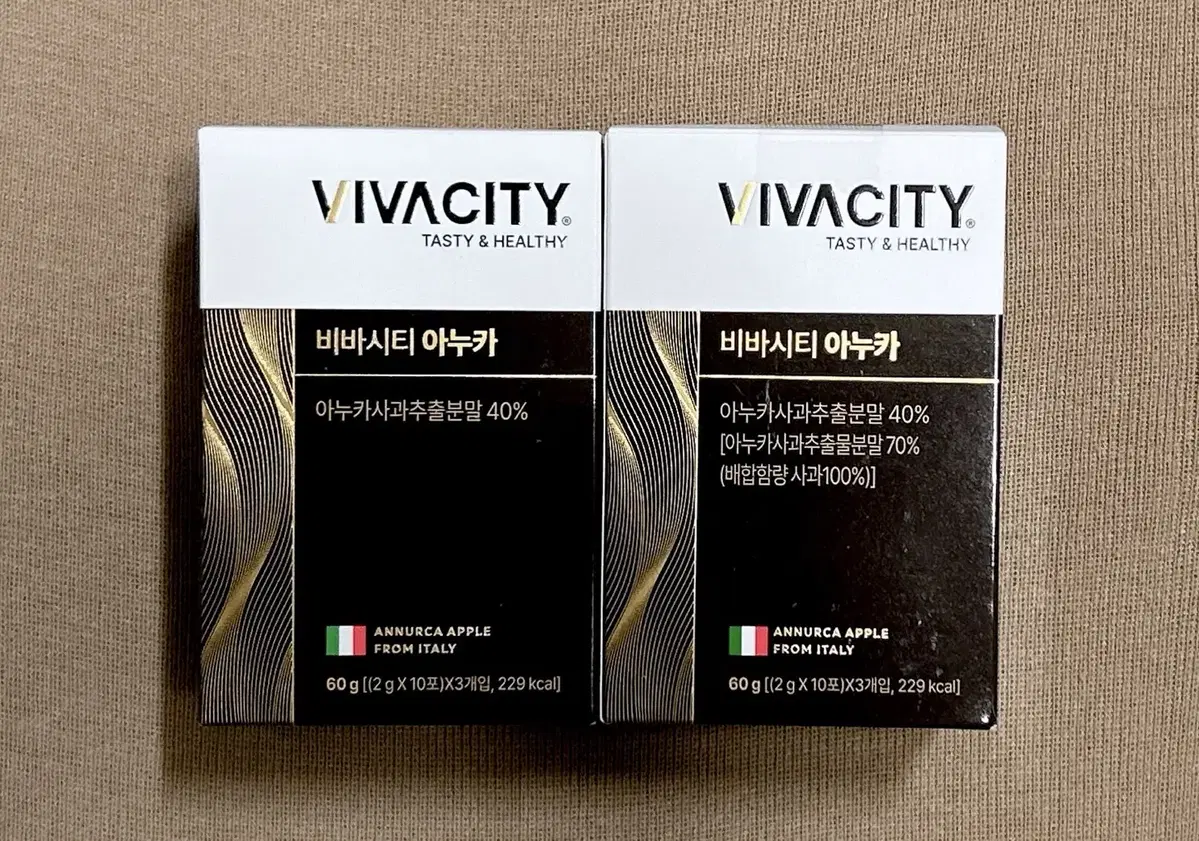 VIVACITY®
TASTY & HEALTHY
비바시티 아누카
아누카사과추출분말 40%
ANNURCA APPLE
FROM ITALY
60 g [(2 g X 10포)X3개입, 229 kcal]
VIVACITY®
TASTY & HEALTHY
비바시티 아누카
아누카사과추출분말 40%
[아누카사과추출물분말 70%
(배합함량 사과100%)]
ANNURCA APPLE
FROM ITALY
60 g [(2 g X 10포)X3개입, 229 kcal]